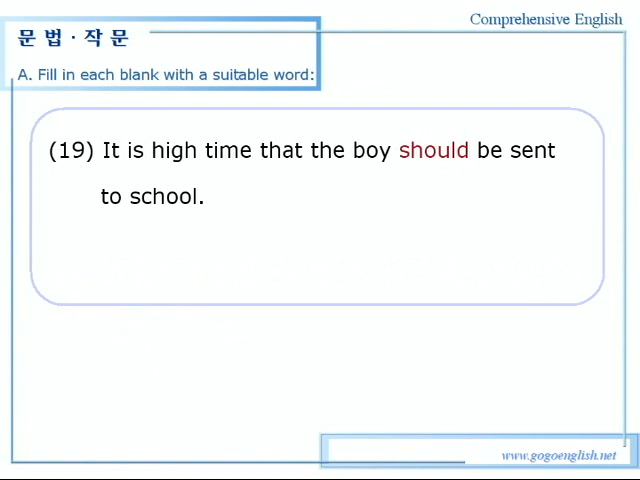 Comprehensive English
문 법 · 작 문
A. Fill in each blank with a suitable word:
(19) It is high time that the boy should be sent
to school.
www.gogoenglish.net